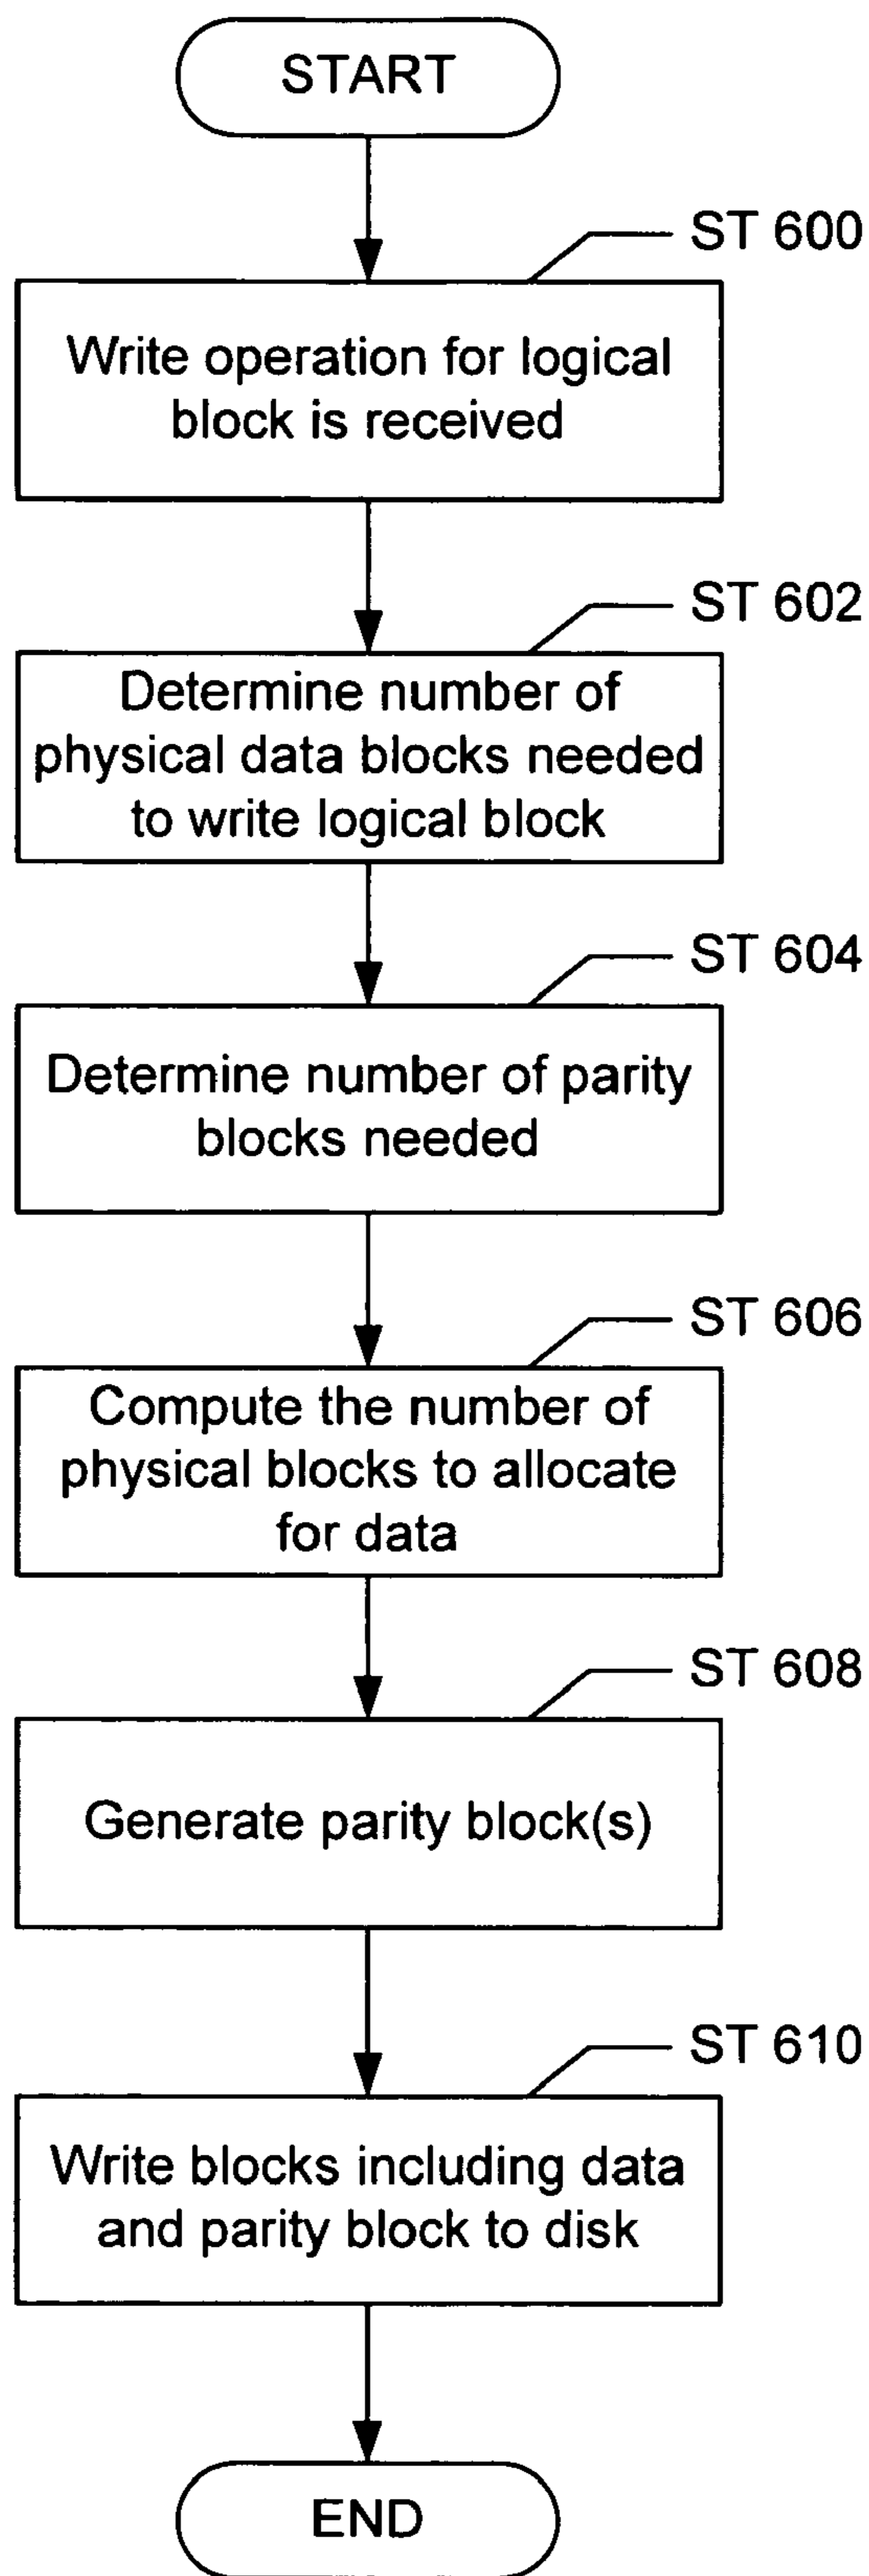 START
ST 600
Write operation for logical
block is received
ST 602
Determine number of
physical data blocks needed
to write logical block
ST 604
Determine number of parity
blocks needed
ST 606
Compute the number of
physical blocks to allocate
for data
ST 608
Generate parity block(s)
ST 610
Write blocks including data
and parity block to disk
END